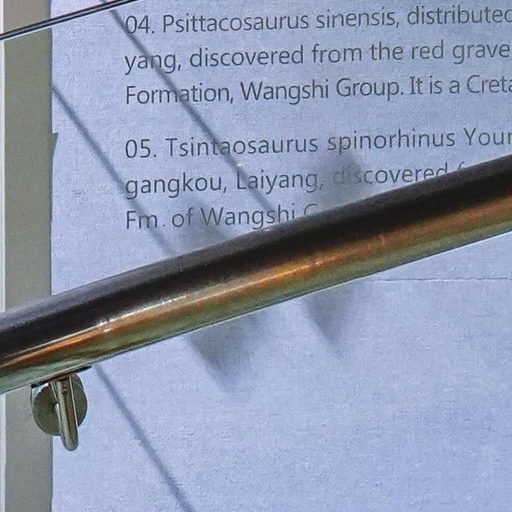 04. Psittacosaurus sinensis, distributed
yang, discovered from the red grave
Formation, Wangshi Group. It is a Creta
05. Tsintaosaurus spinorhinus Youn
gangkou, Laiyang, discovered
Fm. of Wangshi